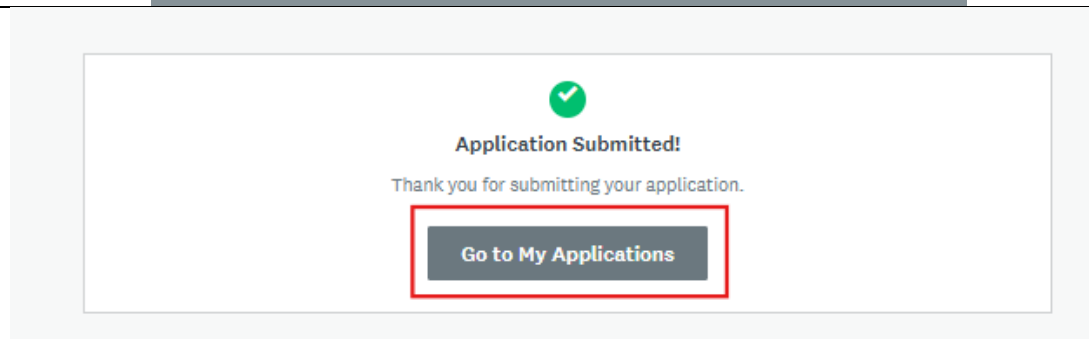 Application Submitted!
Thank you for submitting your application.
Go to My Applications